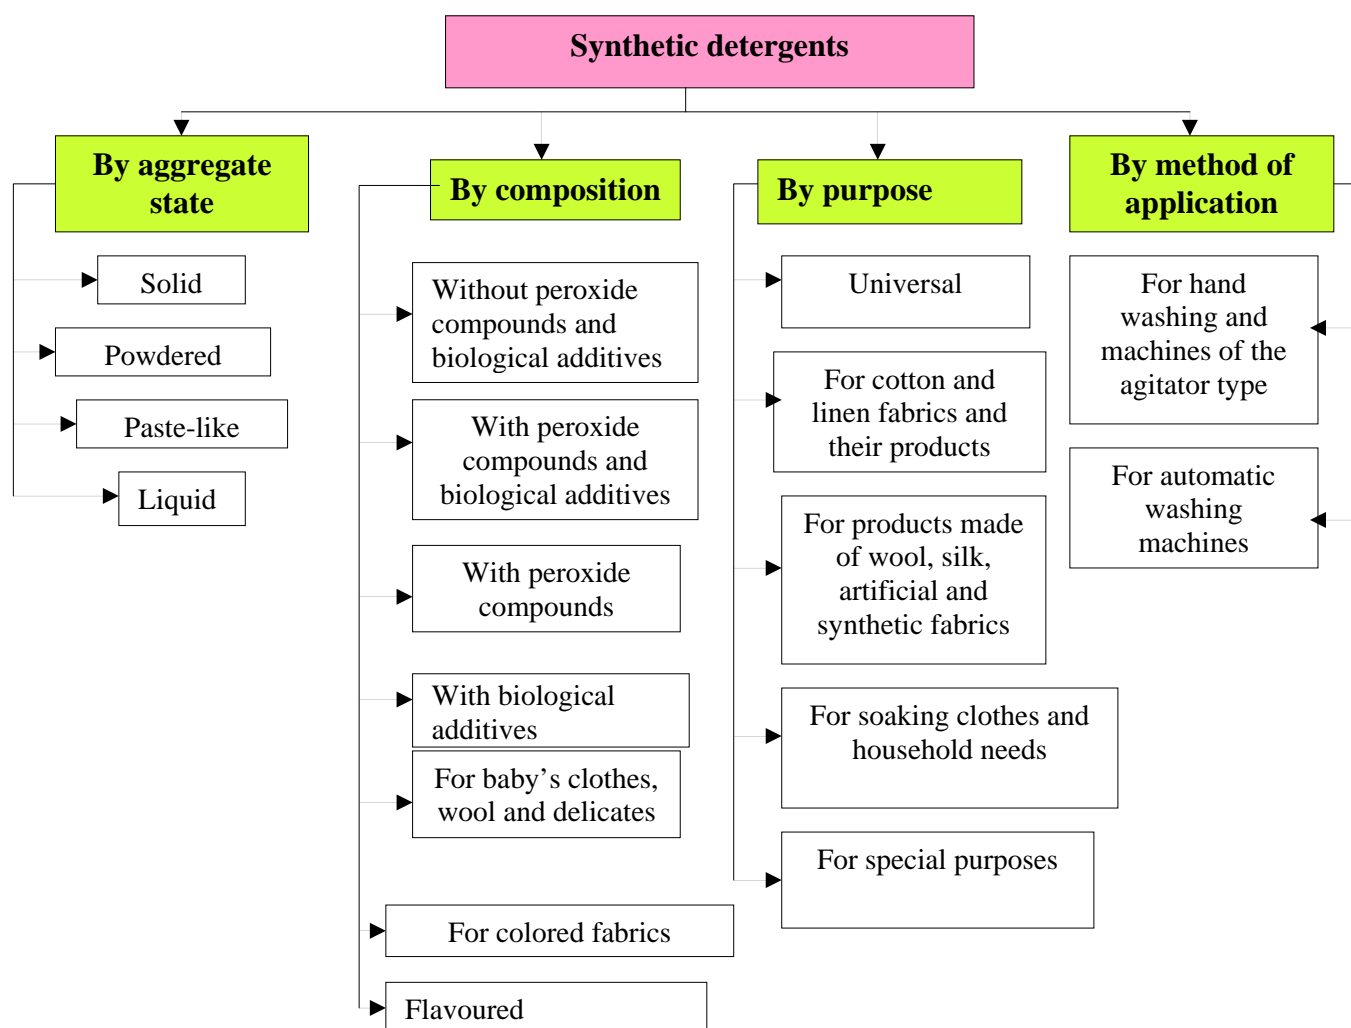 Synthetic detergents
By aggregate
state
Solid
Powdered
Paste-like
Liquid
By composition
Without peroxide
compounds and
biological additives
With peroxide
compounds and
biological additives
With peroxide
compounds
With biological
additives
For baby’s clothes,
wool and delicates
For colored fabrics
Flavoured
By purpose
Universal
For cotton and
linen fabrics and
their products
For products made
of wool, silk,
artificial and
synthetic fabrics
For soaking clothes and
household needs
For special purposes
By method of
application
For hand
washing and
machines of the
agitator type
For automatic
washing
machines